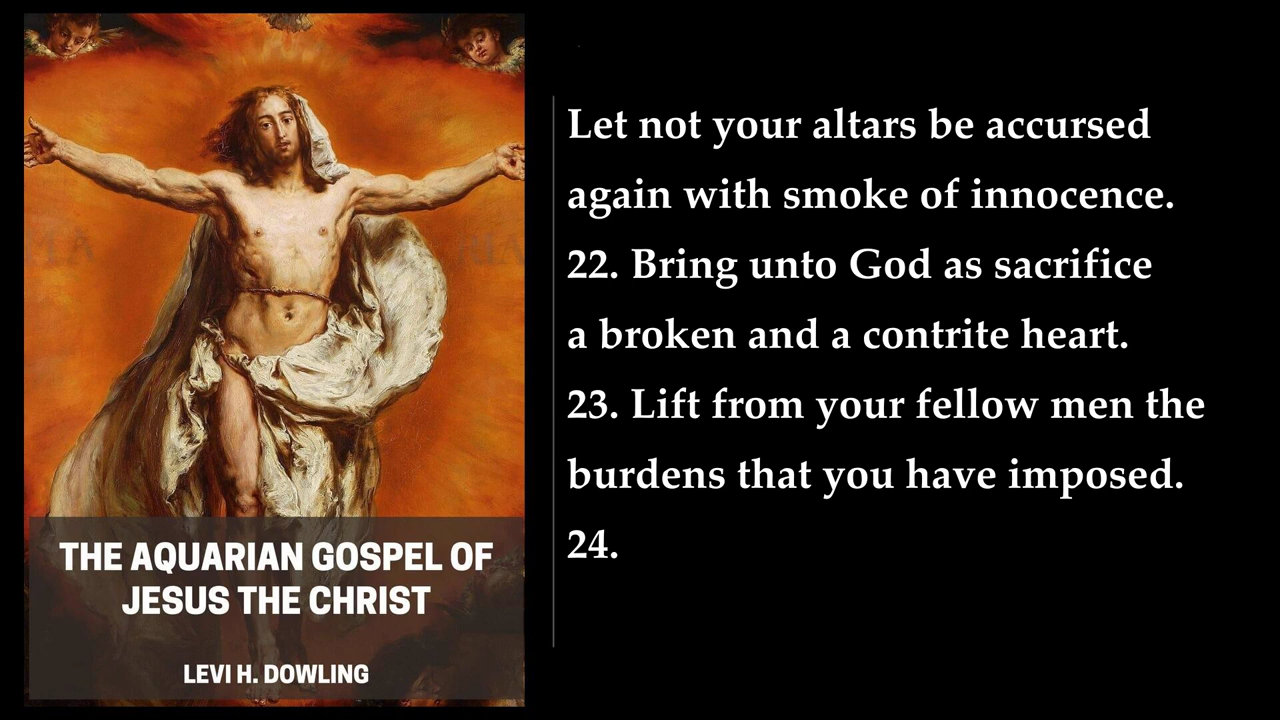 THE AQUARIAN GOSPEL OF
JESUS THE CHRIST
LEVI H. DOWLING
Let not your altars be accursed
again with smoke of innocence.
22. Bring unto God as sacrifice
a broken and a contrite heart.
23. Lift from your fellow men the
burdens that you have imposed.
24.